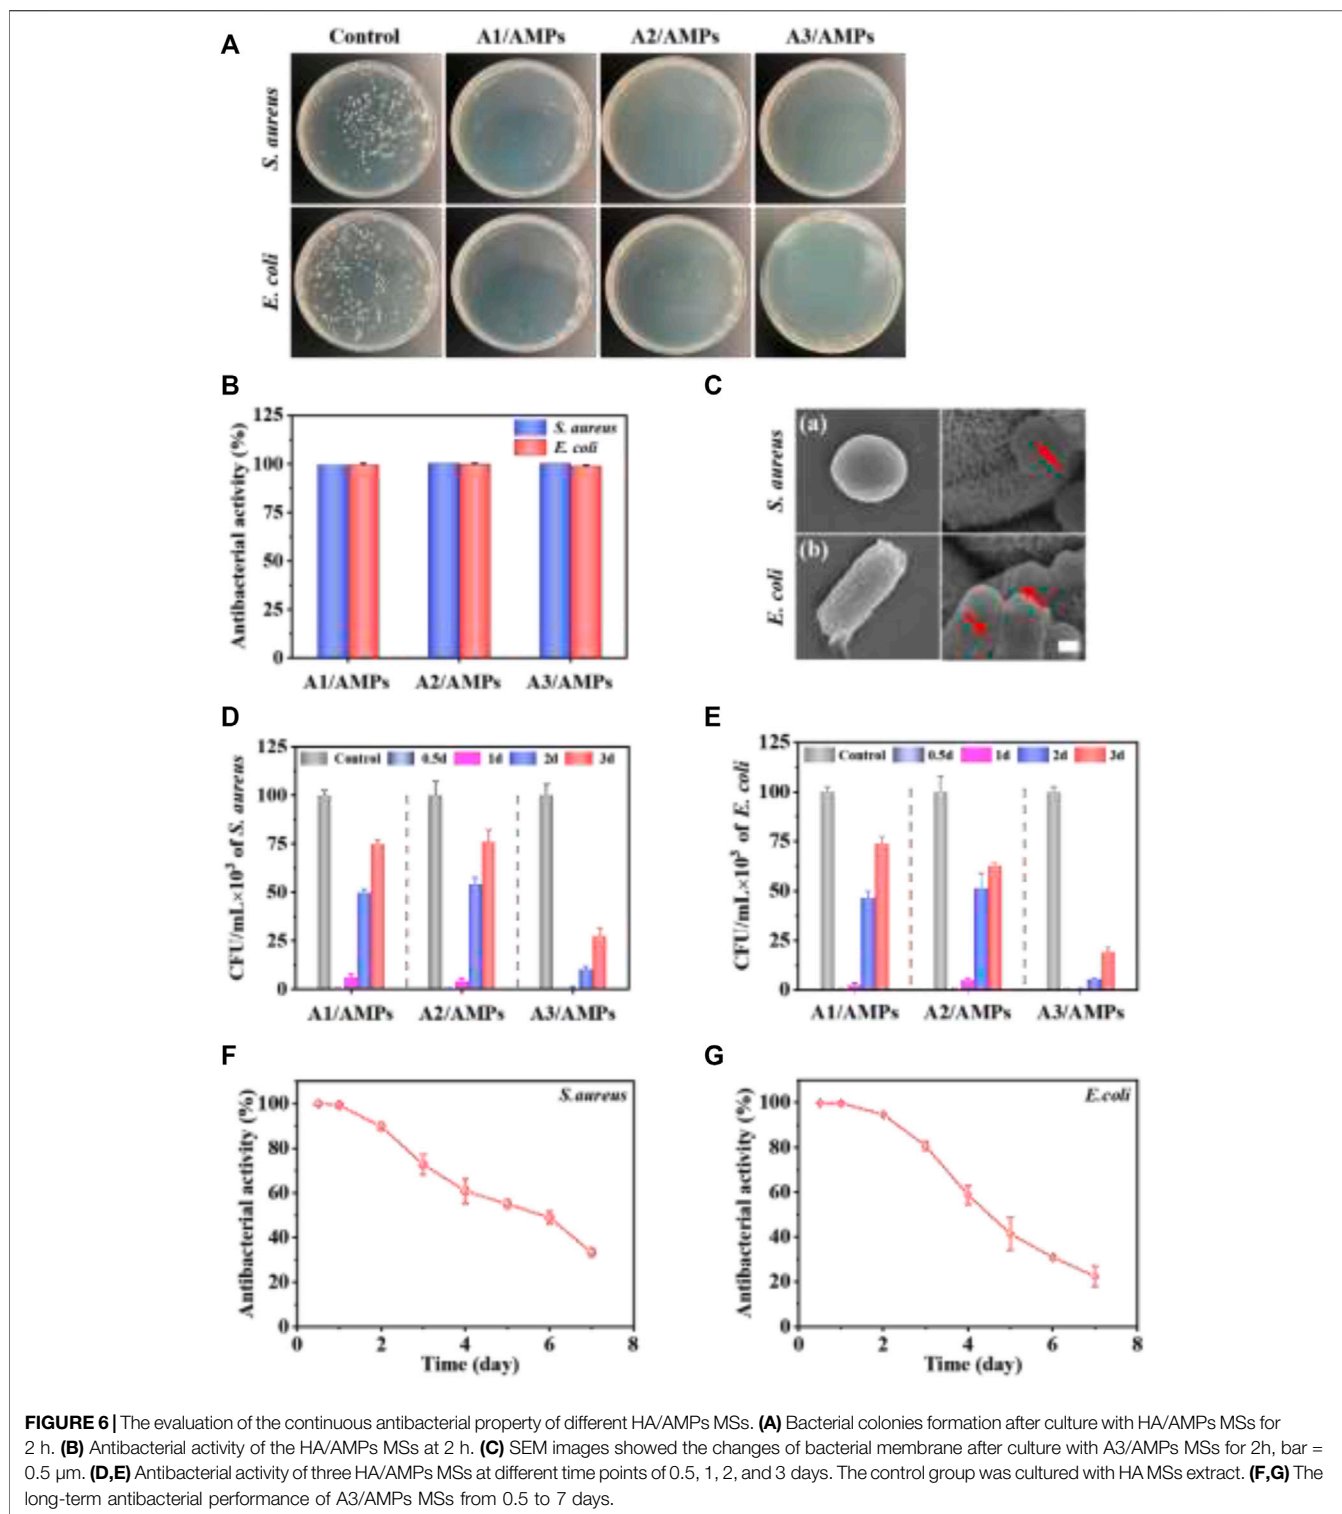 A
Control A1/AMPs A2/AMPs A3/AMPs
S. aureus
E. coli
B
Antibacterial activity (%)
125
100
75
50
25
0
S. aureus
E. coli
A1/AMPs A2/AMPs A3/AMPs
C
S. aureus
(a)
E. coli
(b)
D
CFU/mL×10³ of S. aureus
125
100
75
50
25
0
Control 0.5d 1d 2d 3d
A1/AMPs A2/AMPs A3/AMPs
E
CFU/mL×10³ of E. coli
125
100
75
50
25
0
Control 0.5d 1d 2d 3d
A1/AMPs A2/AMPs A3/AMPs
F
Antibacterial activity (%)
100
80
60
40
20
0
S.aureus
0 2 4 6 8
Time (day)
G
Antibacterial activity (%)
100
80
60
40
20
0
E.coli
0 2 4 6 8
Time (day)
FIGURE 6 | The evaluation of the continuous antibacterial property of different HA/AMPs MSs. (A) Bacterial colonies formation after culture with HA/AMPs MSs for
2 h. (B) Antibacterial activity of the HA/AMPs MSs at 2 h. (C) SEM images showed the changes of bacterial membrane after culture with A3/AMPs MSs for 2h, bar =
0.5 µm. (D,E) Antibacterial activity of three HA/AMPs MSs at different time points of 0.5, 1, 2, and 3 days. The control group was cultured with HA MSs extract. (F,G) The
long-term antibacterial performance of A3/AMPs MSs from 0.5 to 7 days.